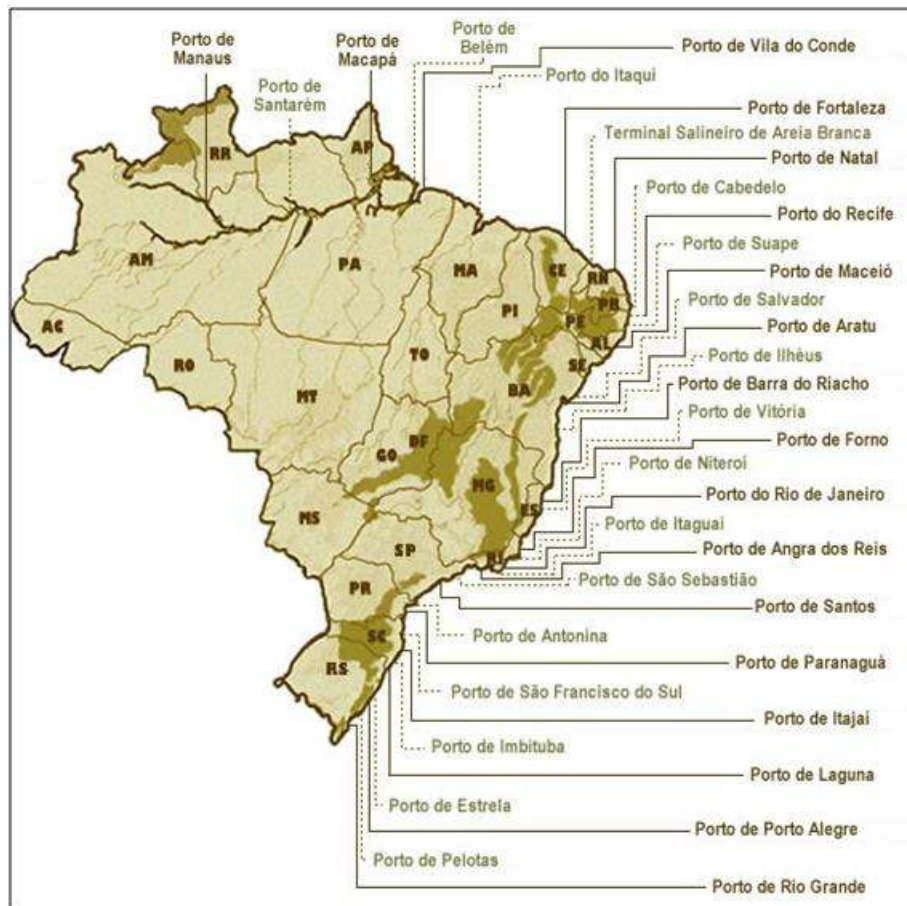 Porto de
Manaus
Porto de
Santarém
Porto de
Macapá
Porto de
Belém
Porto de Vila do Conde
Porto do Itaqui
Porto de Fortaleza
Terminal Salineiro de Areia Branca
Porto de Natal
Porto de Cabedelo
Porto do Recife
Porto de Suape
Porto de Maceió
Porto de Salvador
Porto de Aratu
Porto de Ilhèus
Porto de Barra do Riacho
Porto de Vitória
Porto de Forno
Porto de Niteroi
Porto do Rio de Janeiro
Porto de Itaguai
Porto de Angra dos Reis
Porto de São Sebastião
Porto de Santos
Porto de Antonina
Porto de Paranaguá
Porto de São Francisco do Sul
Porto de Itajai
Porto de Imbituba
Porto de Laguna
Porto de Estrela
Porto de Porto Alegre
Porto de Pelotas
Porto de Rio Grande
RR
AP
AM
PA
MA
CE
RN
PB
PI
PE
AL
AC
SE
TO
RO
BA
MT
DF
GO
MG
ES
MS
SP
RJ
PR
SC
RS